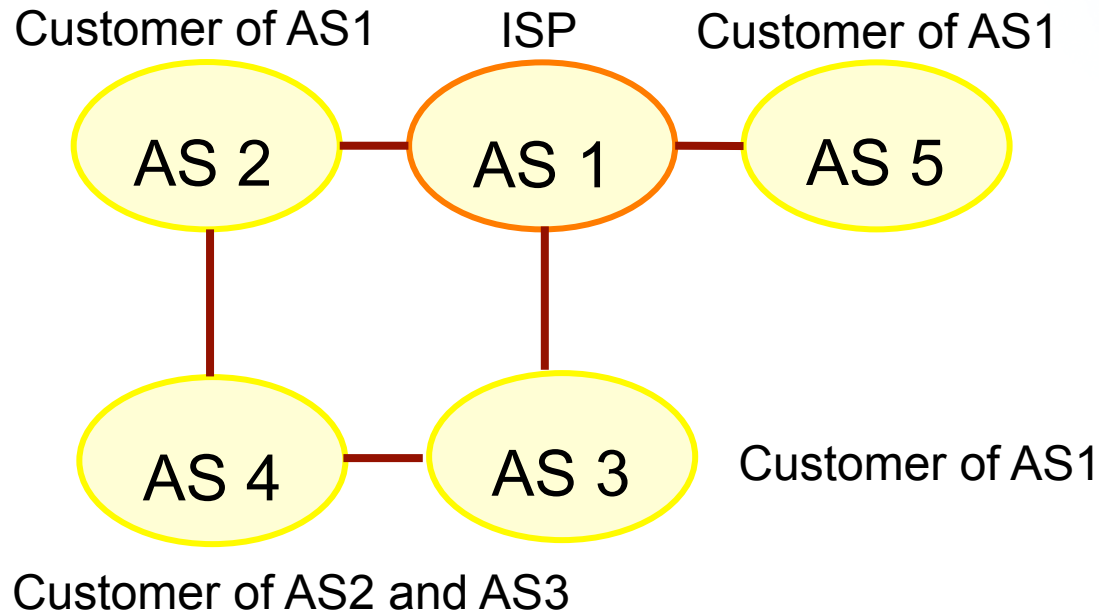 Customer of AS1
ISP
Customer of AS1
AS 2
AS 1
AS 5
AS 4
AS 3
Customer of AS1
Customer of AS2 and AS3